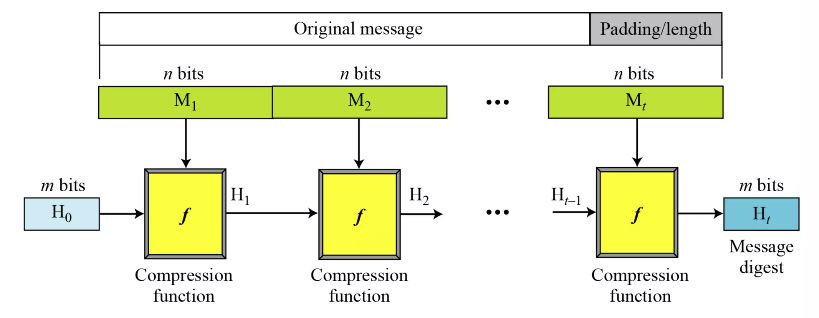 Original message
Padding/length
n bits
n bits
n bits
M₁
M₂
•••
Mₜ
m bits
H₀
f
H₁
f
H₂
•••
Hₜ₋₁
f
m bits
Hₜ
Compression
function
Compression
function
Compression
function
Message
digest